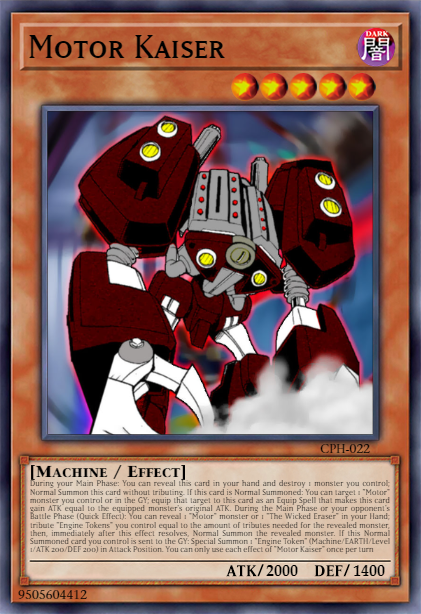 Motor Kaiser
DARK
闇
CPH-022
[Machine / Effect]
During your Main Phase: You can reveal this card in your hand and destroy 1 monster you control;
Normal Summon this card without tributing. If this card is Normal Summoned: You can target 1 "Motor"
monster you control or in the GY; equip that target to this card as an Equip Spell that makes this card
gain ATK equal to the equipped monster's original ATK. During the Main Phase or your opponent's
Battle Phase (Quick Effect): You can reveal 1 "Motor" monster or 1 "The Wicked Eraser" in your Hand;
tribute "Engine Tokens" you control equal to the amount of tributes needed for the revealed monster,
then, immediately after this effect resolves, Normal Summon the revealed monster. If this Normal
Summoned card you control is sent to the GY: Special Summon 1 "Engine Token" (Machine/EARTH/Level
1/ATK 200/DEF 200) in Attack Position. You can only use each effect of "Motor Kaiser" once per turn
ATK/2000 DEF/1400
9505604412